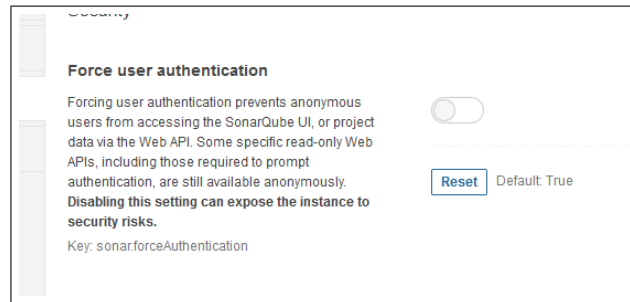 Security
Force user authentication
Forcing user authentication prevents anonymous
users from accessing the SonarQube UI, or project
data via the Web API. Some specific read-only Web
APIs, including those required to prompt
authentication, are still available anonymously.
Disabling this setting can expose the instance to
security risks.
Key: sonar.forceAuthentication
Reset Default: True